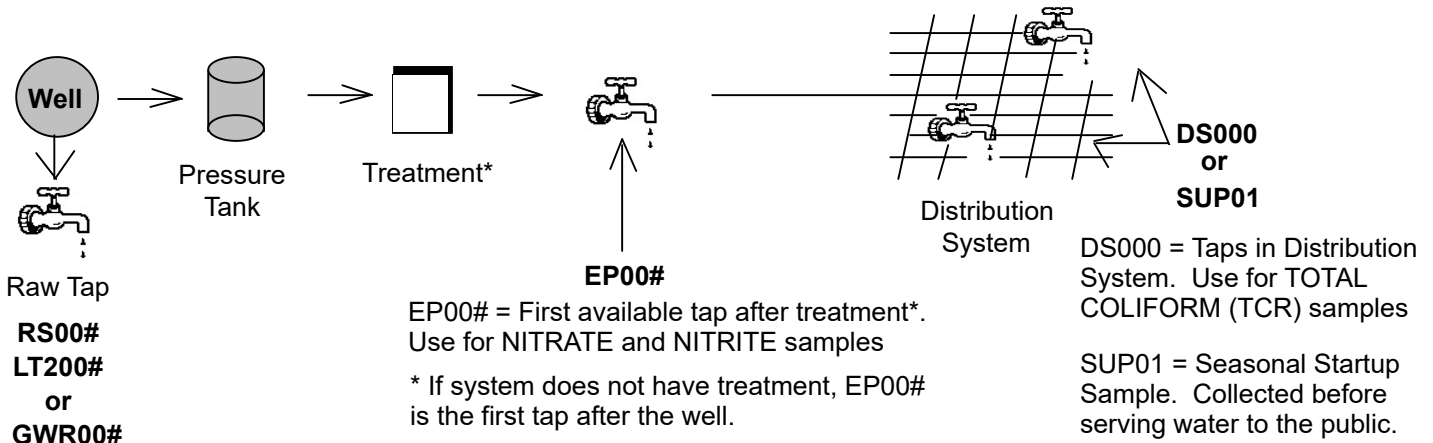 Well
Pressure
Tank
Treatment*
Raw Tap
RS00#
LT200#
or
GWR00#
EP00#
EP00# = First available tap after treatment*.
Use for NITRATE and NITRITE samples
* If system does not have treatment, EP00#
is the first tap after the well.
Distribution
System
DS000
or
SUP01
DS000 = Taps in Distribution
System. Use for TOTAL
COLIFORM (TCR) samples
SUP01 = Seasonal Startup
Sample. Collected before
serving water to the public.